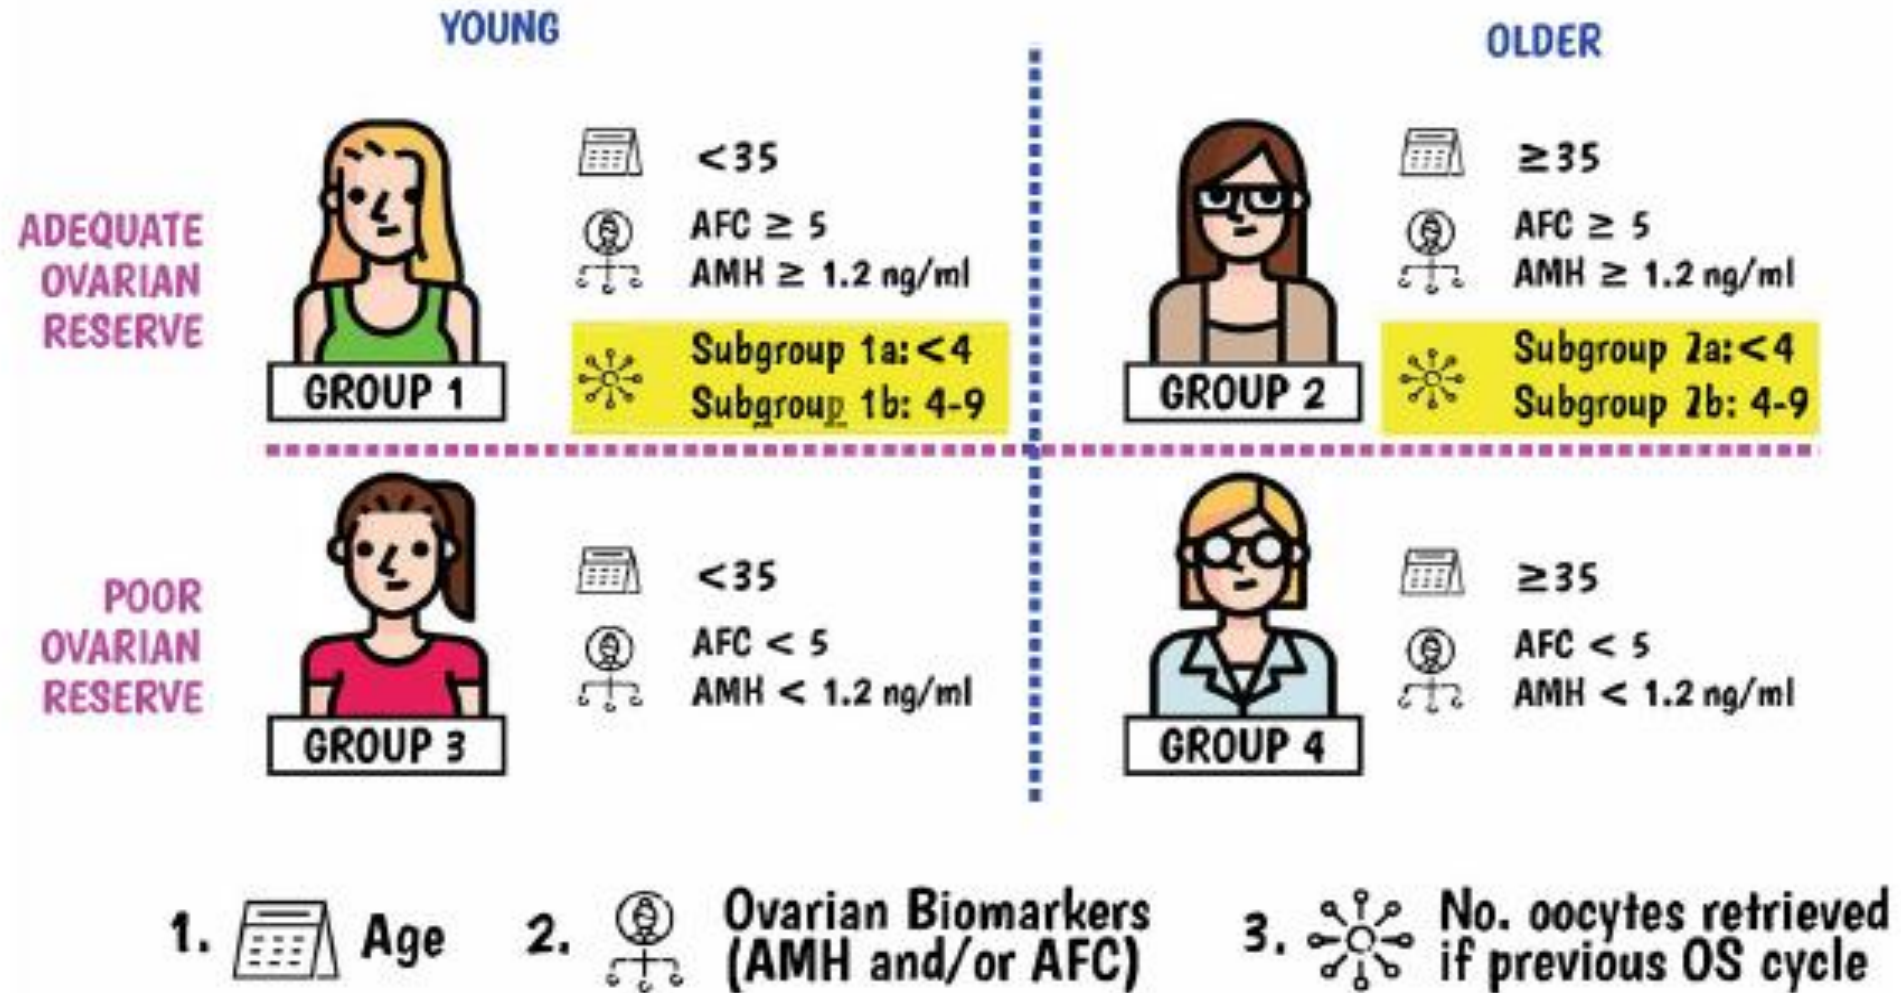 YOUNG
OLDER
ADEQUATE
OVARIAN
RESERVE
<35
AFC ≥ 5
AMH ≥ 1.2 ng/ml
Subgroup 1a: <4
Subgroup 1b: 4-9
GROUP 1
≥35
AFC ≥ 5
AMH ≥ 1.2 ng/ml
Subgroup 2a: <4
Subgroup 2b: 4-9
GROUP 2
POOR
OVARIAN
RESERVE
<35
AFC < 5
AMH < 1.2 ng/ml
GROUP 3
≥35
AFC < 5
AMH < 1.2 ng/ml
GROUP 4
1. Age
2. Ovarian Biomarkers
(AMH and/or AFC)
3. No. oocytes retrieved
if previous OS cycle